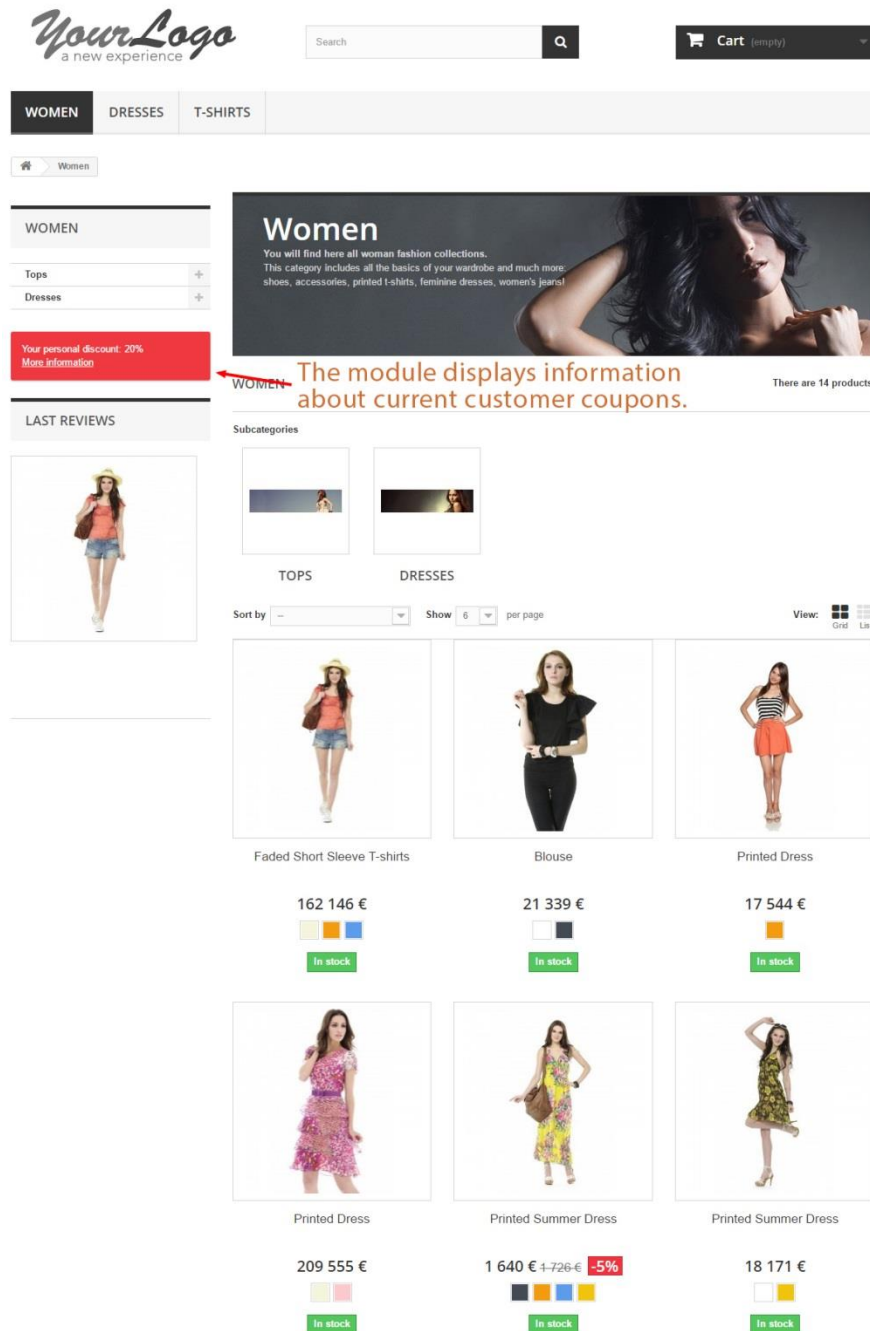 YourLogo
a new experience
Search
Cart (empty)
WOMEN DRESSES T-SHIRTS
Women
WOMEN
Tops
Dresses
Your personal discount: 20%
More information
LAST REVIEWS
Women
You will find here all woman fashion collections.
This category includes all the basics of your wardrobe and much more:
shoes, accessories, printed t-shirts, feminine dresses, women's jeans!
The module displays information
about current customer coupons.
WOMEN
There are 14 products
Subcategories
TOPS DRESSES
Sort by -- Show 6 per page View:
Grid
Faded Short Sleeve T-shirts Blouse Printed Dress
162 146 € 21 339 € 17 544 €
In stock In stock In stock
Printed Dress Printed Summer Dress Printed Summer Dress
209 555 € 1 640 € 1 726 € -5% 18 171 €
In stock In stock In stock